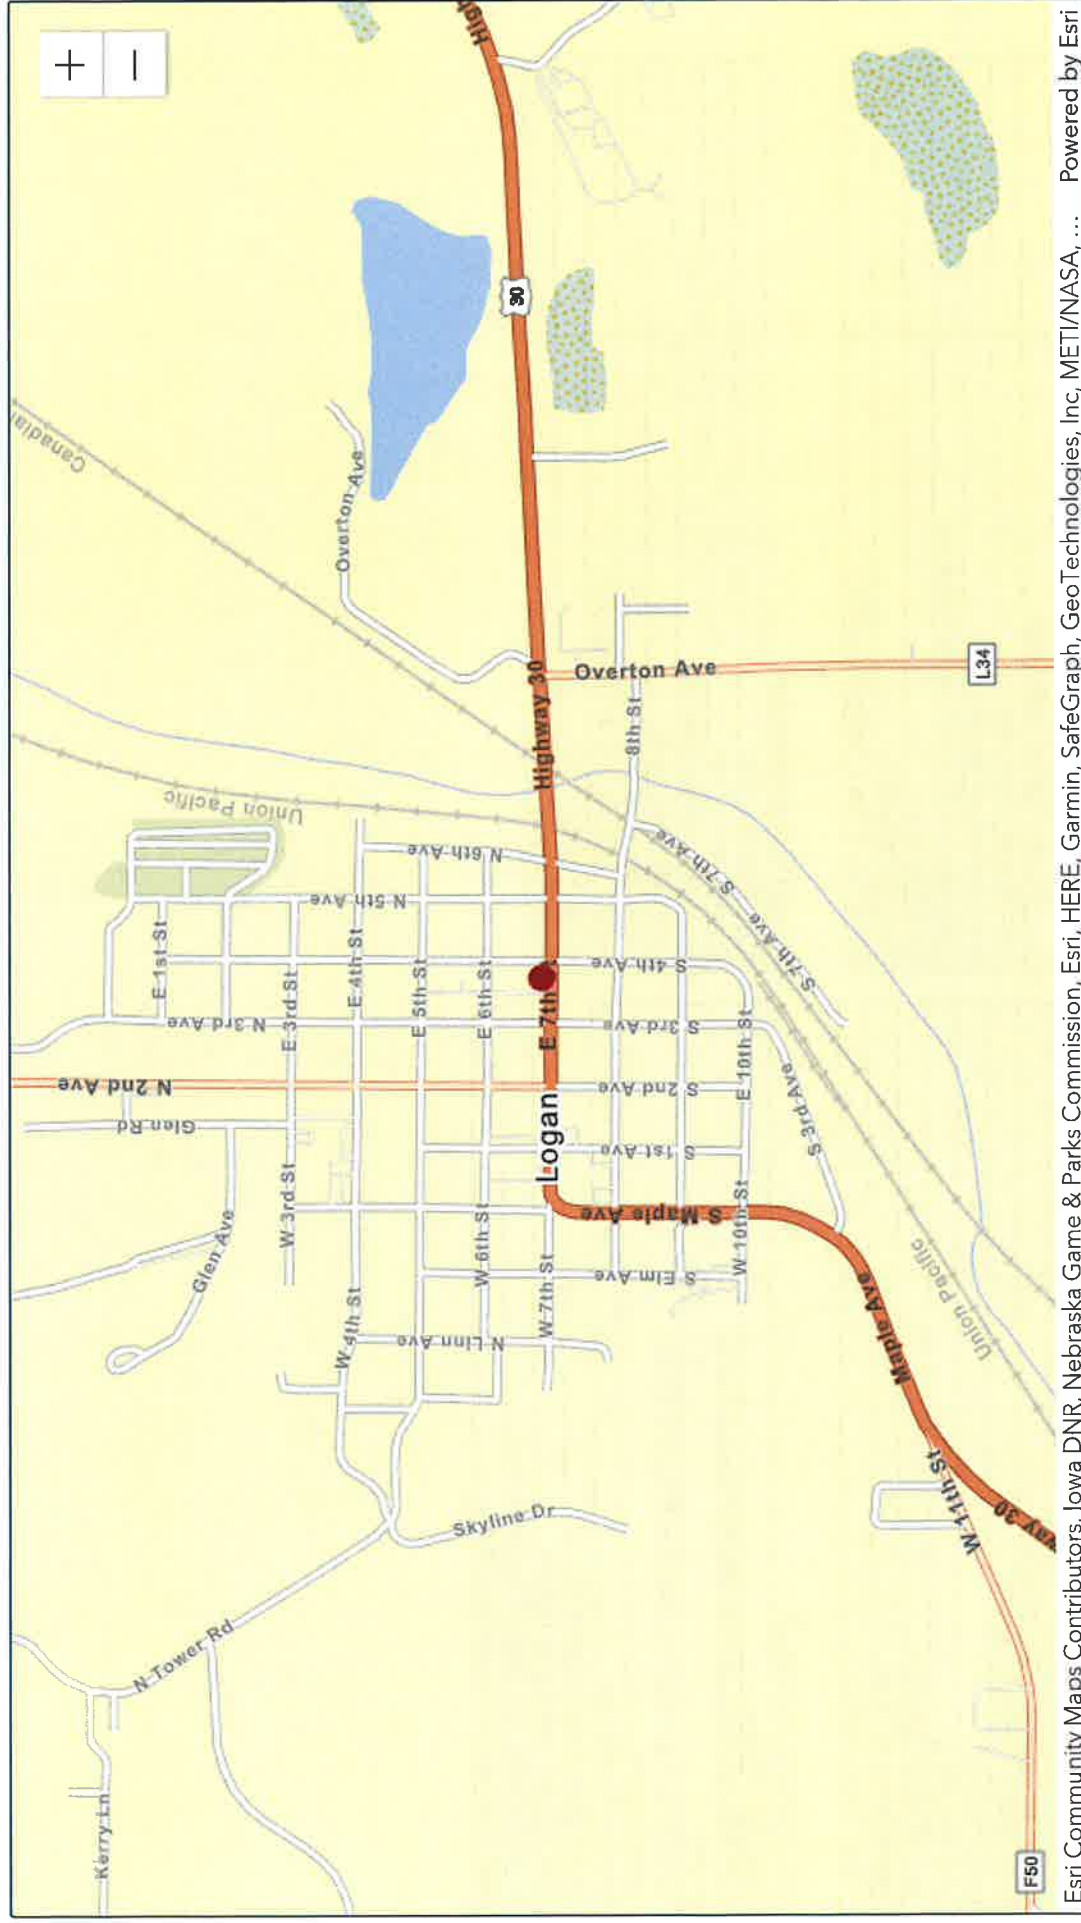 +
−
Canadian
High
N 2nd Ave
Glen Rd
N 3rd Ave
E 1st St
Union Pacific
Overton Ave
30
Kerry Ln
N Tower Rd
Glen Ave
W 3rd St
E 3rd St
N 5th Ave
W 4th St
E 4th St
N 6th Ave
N Linn Ave
E 5th St
W 6th St
E 6th St
Skyline Dr
W 7th St
Logan
E 7th
Highway 30
S Elm Ave
S Maple Ave
S 1st Ave
S 2nd Ave
S 3rd Ave
S 4th Ave
8th St
Overton Ave
S 7th Ave
S 7th Ave
W 10th St
E 10th St
S 3rd Ave
Maple Ave
Union Pacific
W 11th St
way 30
L34
F50
Esri Community Maps Contributors, Iowa DNR, Nebraska Game & Parks Commission, Esri, HERE, Garmin, SafeGraph, GeoTechnologies, Inc, METI/NASA, ... Powered by Esri